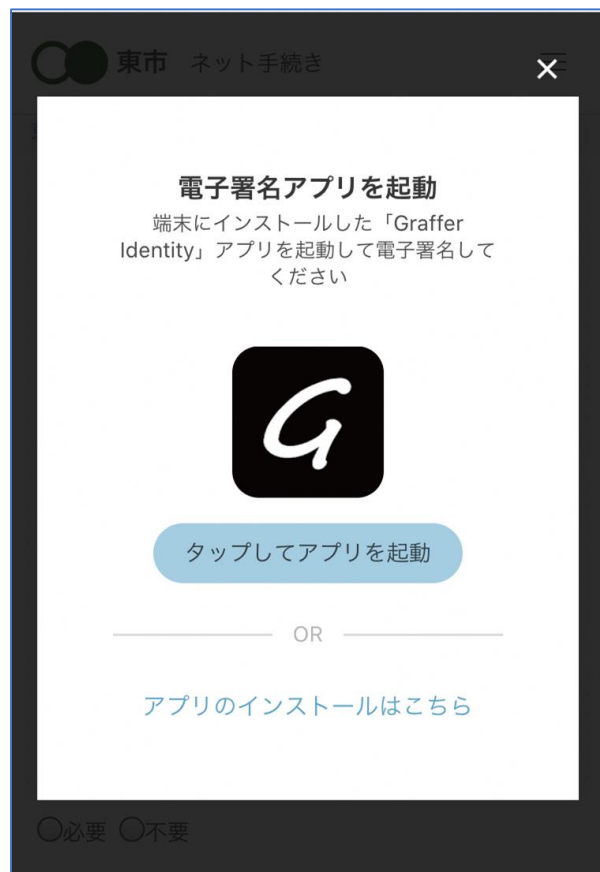 東市 ネット手続き
×
電子署名アプリを起動
端末にインストールした「Graffer
Identity」アプリを起動して電子署名して
ください
G
タップしてアプリを起動
OR
アプリのインストールはこちら
〇必要 〇不要